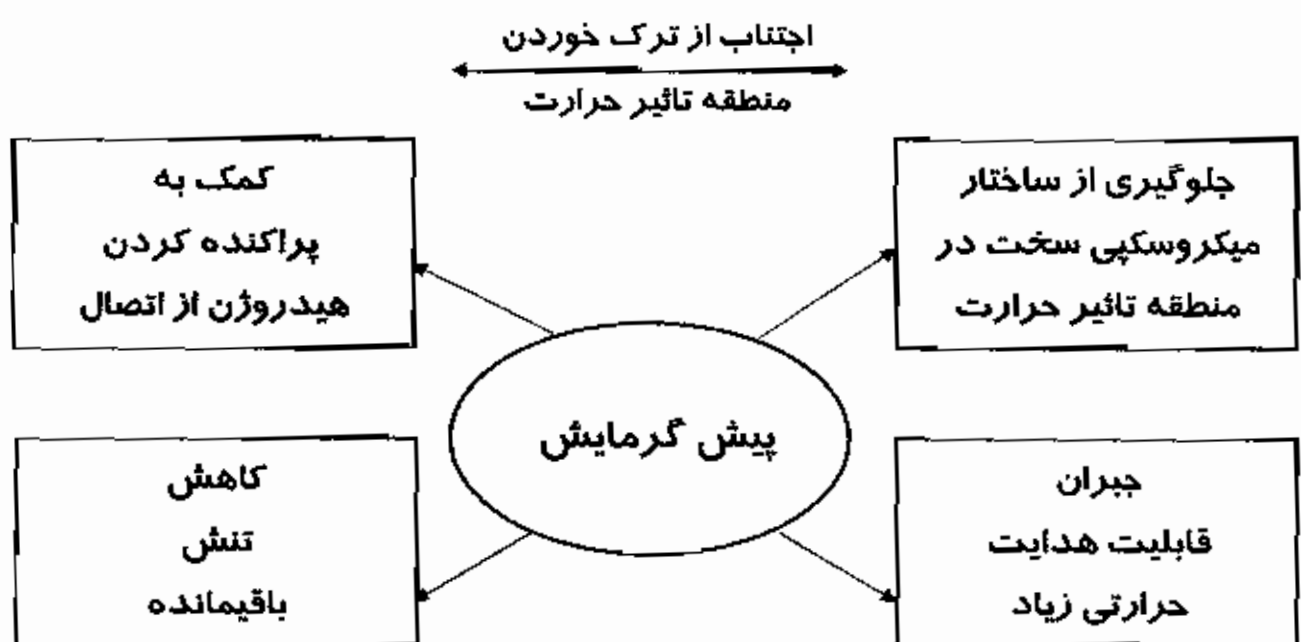 اجتناب از ترک خوردن
منطقه تاثیر حرارت
جلوگیری از ساختار
میکروسکپی سخت در
منطقه تاثیر حرارت
کمک به
پراکنده کردن
هیدروژن از اتصال
پیش گرمایش
جبران
قابلیت هدایت
حرارتی زیاد
کاهش
تنش
باقیمانده